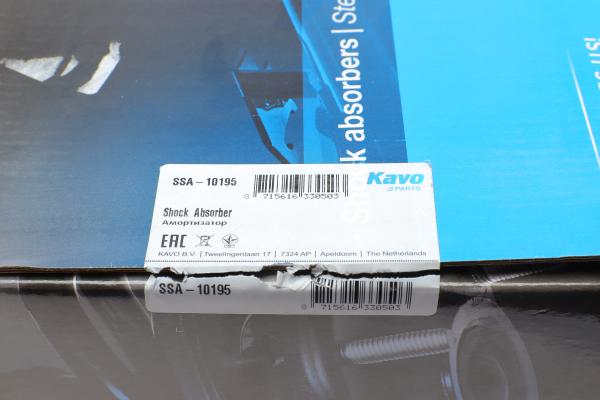 Shock absorbers | Ste
SSA-10195
8 715616 330503
Kavo
PARTS
Shock Absorber
Амортизатор
EAC
KAVO B.V. | Tweelingenlaan 17 | 7324 AP | Apeldoorn | The Netherlands
SSA-10195
8 715616 330503